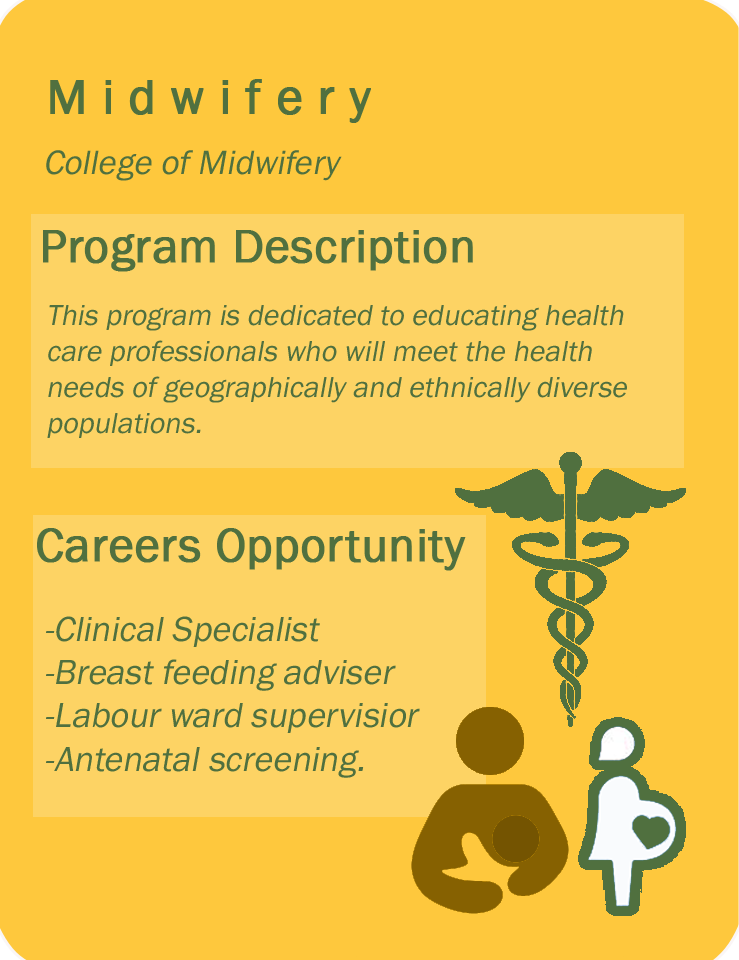 Midwifery
College of Midwifery
Program Description
This program is dedicated to educating health
care professionals who will meet the health
needs of geographically and ethnically diverse
populations.
Careers Opportunity
-Clinical Specialist
-Breast feeding adviser
-Labour ward supervisior
-Antenatal screening.